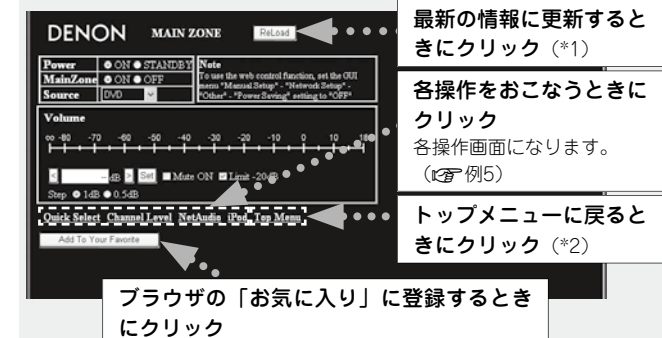 DENON MAIN ZONE ReLoad
Power ON STANDBY
MainZone ON OFF
Source DVD
Note
To use the web control function, set the GUI
menu "Manual Setup" - "Network Setup" -
"Other" - "Power Saving" setting to "OFF"
Volume
∞ -80 -70 -60 -50 -40 -30 -20 -10 0 10 18
< -- dB > Set Mute ON Limit -20dB
Step 1dB 0.5dB
Quick Select Channel Level NetAudio iPod Top Menu
Add To Your Favorite
最新の情報に更新すると
きにクリック (*1)
各操作をおこなうときに
クリック
各操作画面になります。
(☞例5)
トップメニューに戻ると
きにクリック (*2)
ブラウザの「お気に入り」に登録するとき
にクリック